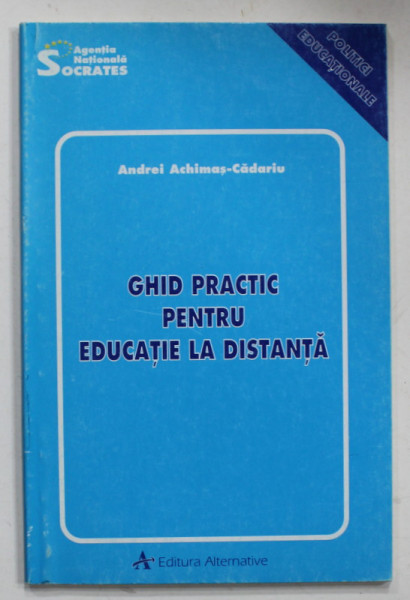 Agenția
Națională
SOCRATES
POLITICI
EDUCAȚIONALE
Andrei Achimaș-Cădariu
GHID PRACTIC
PENTRU
EDUCAȚIE LA DISTANȚĂ
Editura Alternative